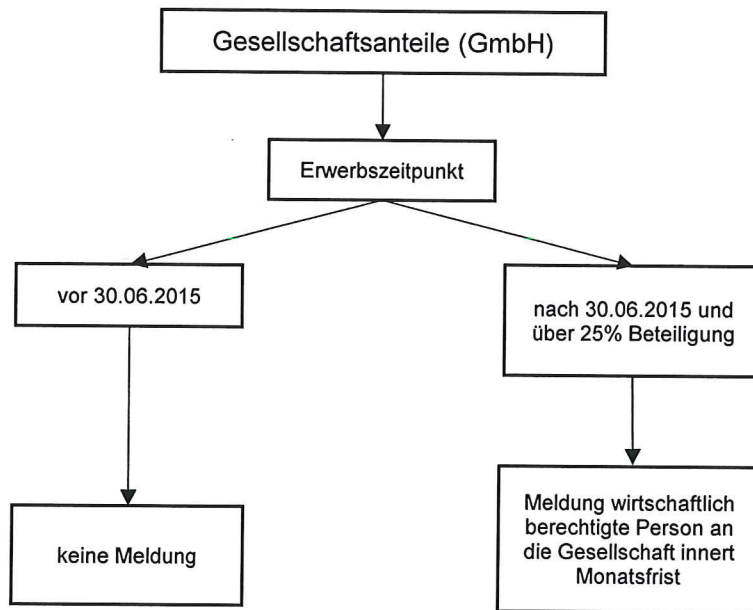 Gesellschaftsanteile (GmbH)
Erwerbszeitpunkt
vor 30.06.2015
nach 30.06.2015 und
über 25% Beteiligung
keine Meldung
Meldung wirtschaftlich
berechtigte Person an
die Gesellschaft innert
Monatsfrist